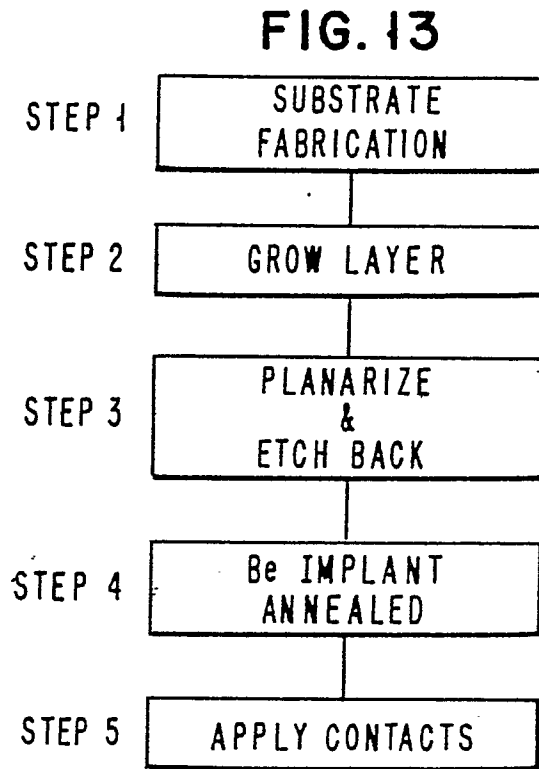 FIG. 13
STEP 1
SUBSTRATE
FABRICATION
STEP 2
GROW LAYER
STEP 3
PLANARIZE
&
ETCH BACK
STEP 4
Be IMPLANT
ANNEALED
STEP 5
APPLY CONTACTS